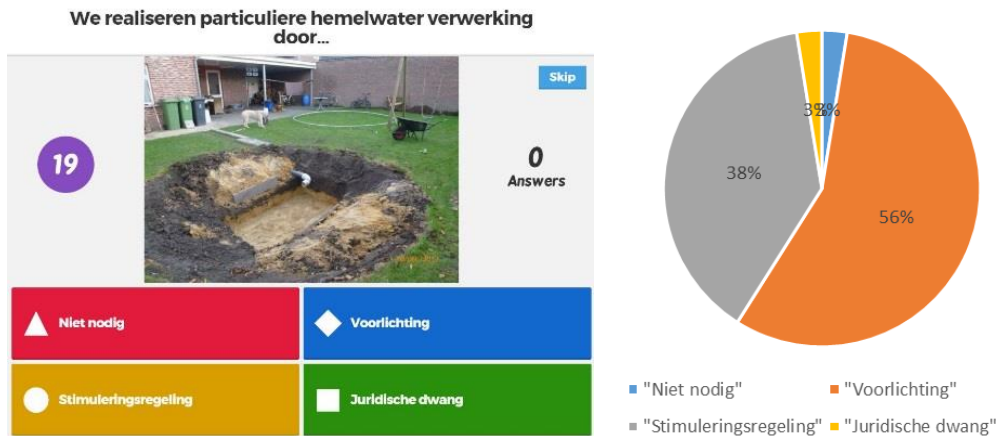 We realiseren particuliere hemelwater verwerking
door...
Skip
19
0
Answers
Niet nodig
Voorlichting
Stimuleringsregeling
Juridische dwang
3%
3%
38%
56%
"Niet nodig"
"Voorlichting"
"Stimuleringsregeling"
"Juridische dwang"